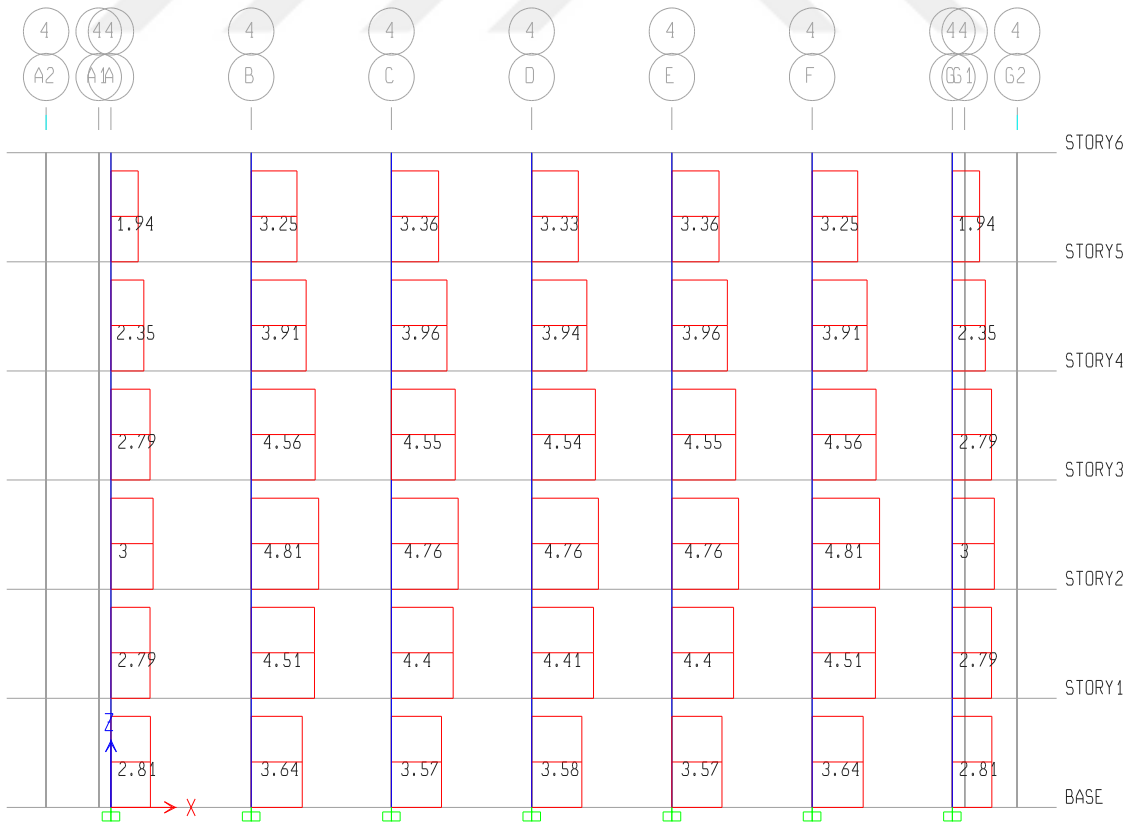 4 4 4 4 4 4 4 4 4 4 4
A2 A1 A B C D E F G G1 G2
STORY6
1.94 3.25 3.36 3.33 3.36 3.25 1.94
STORY5
2.35 3.91 3.96 3.94 3.96 3.91 2.35
STORY4
2.79 4.56 4.55 4.54 4.55 4.56 2.79
STORY3
3 4.81 4.76 4.76 4.76 4.81 3
STORY2
2.79 4.51 4.4 4.41 4.4 4.51 2.79
STORY1
Z
2.81 3.64 3.57 3.58 3.57 3.64 2.81
BASE
X